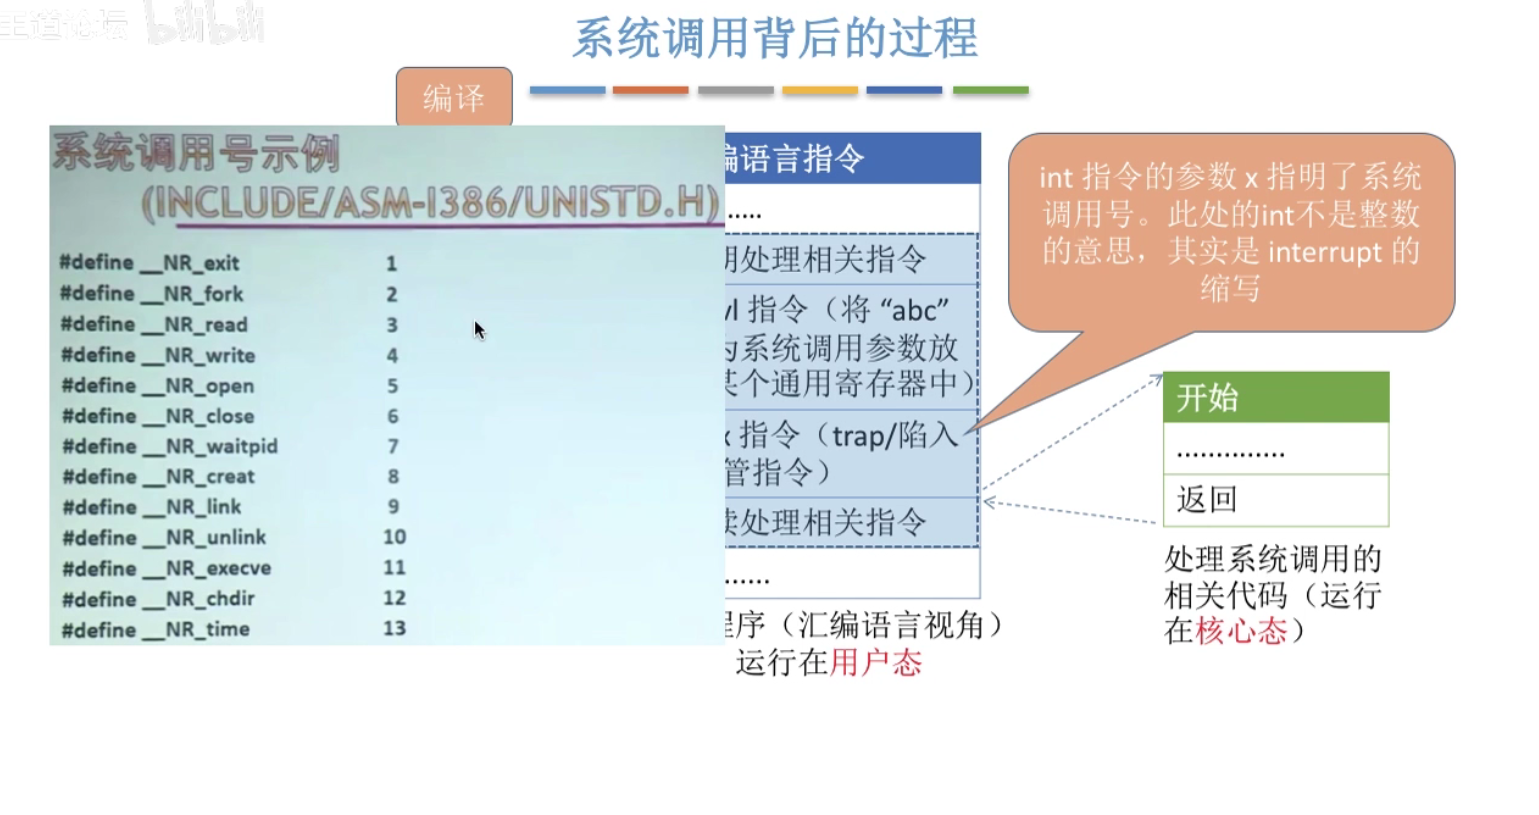 王道论坛 bilibili
系统调用背后的过程
编译
系统调用号示例
(INCLUDE/ASM-I386/UNISTD.H)
#define __NR_exit 1
#define __NR_fork 2
#define __NR_read 3
#define __NR_write 4
#define __NR_open 5
#define __NR_close 6
#define __NR_waitpid 7
#define __NR_creat 8
#define __NR_link 9
#define __NR_unlink 10
#define __NR_execve 11
#define __NR_chdir 12
#define __NR_time 13
编语言指令
......
处理相关指令
指令（将 “abc”
为系统调用参数放
某个通用寄存器中）
x 指令（trap/陷入
管指令）
续处理相关指令
......
程序（汇编语言视角）
运行在用户态
int 指令的参数 x 指明了系统
调用号。此处的int不是整数
的意思，其实是 interrupt 的
缩写
开始
..............
返回
处理系统调用的
相关代码（运行
在核心态）